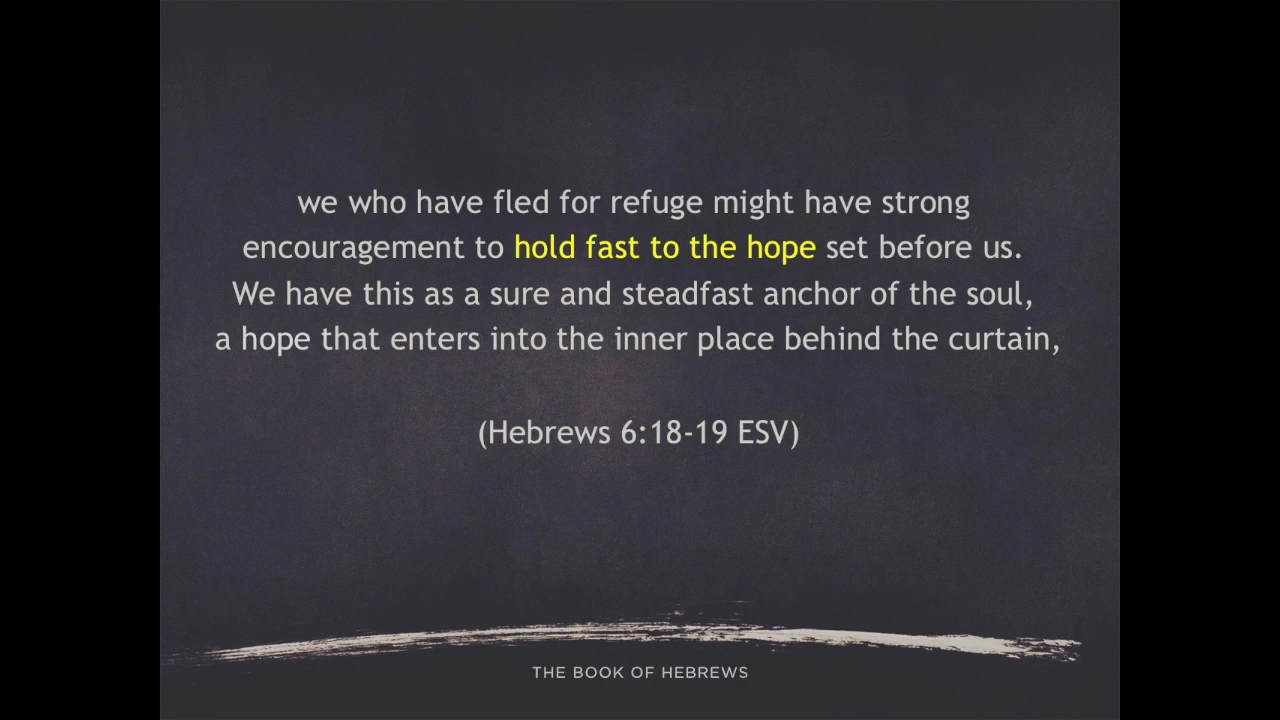 we who have fled for refuge might have strong
encouragement to hold fast to the hope set before us.
We have this as a sure and steadfast anchor of the soul,
a hope that enters into the inner place behind the curtain,
(Hebrews 6:18-19 ESV)
THE BOOK OF HEBREWS